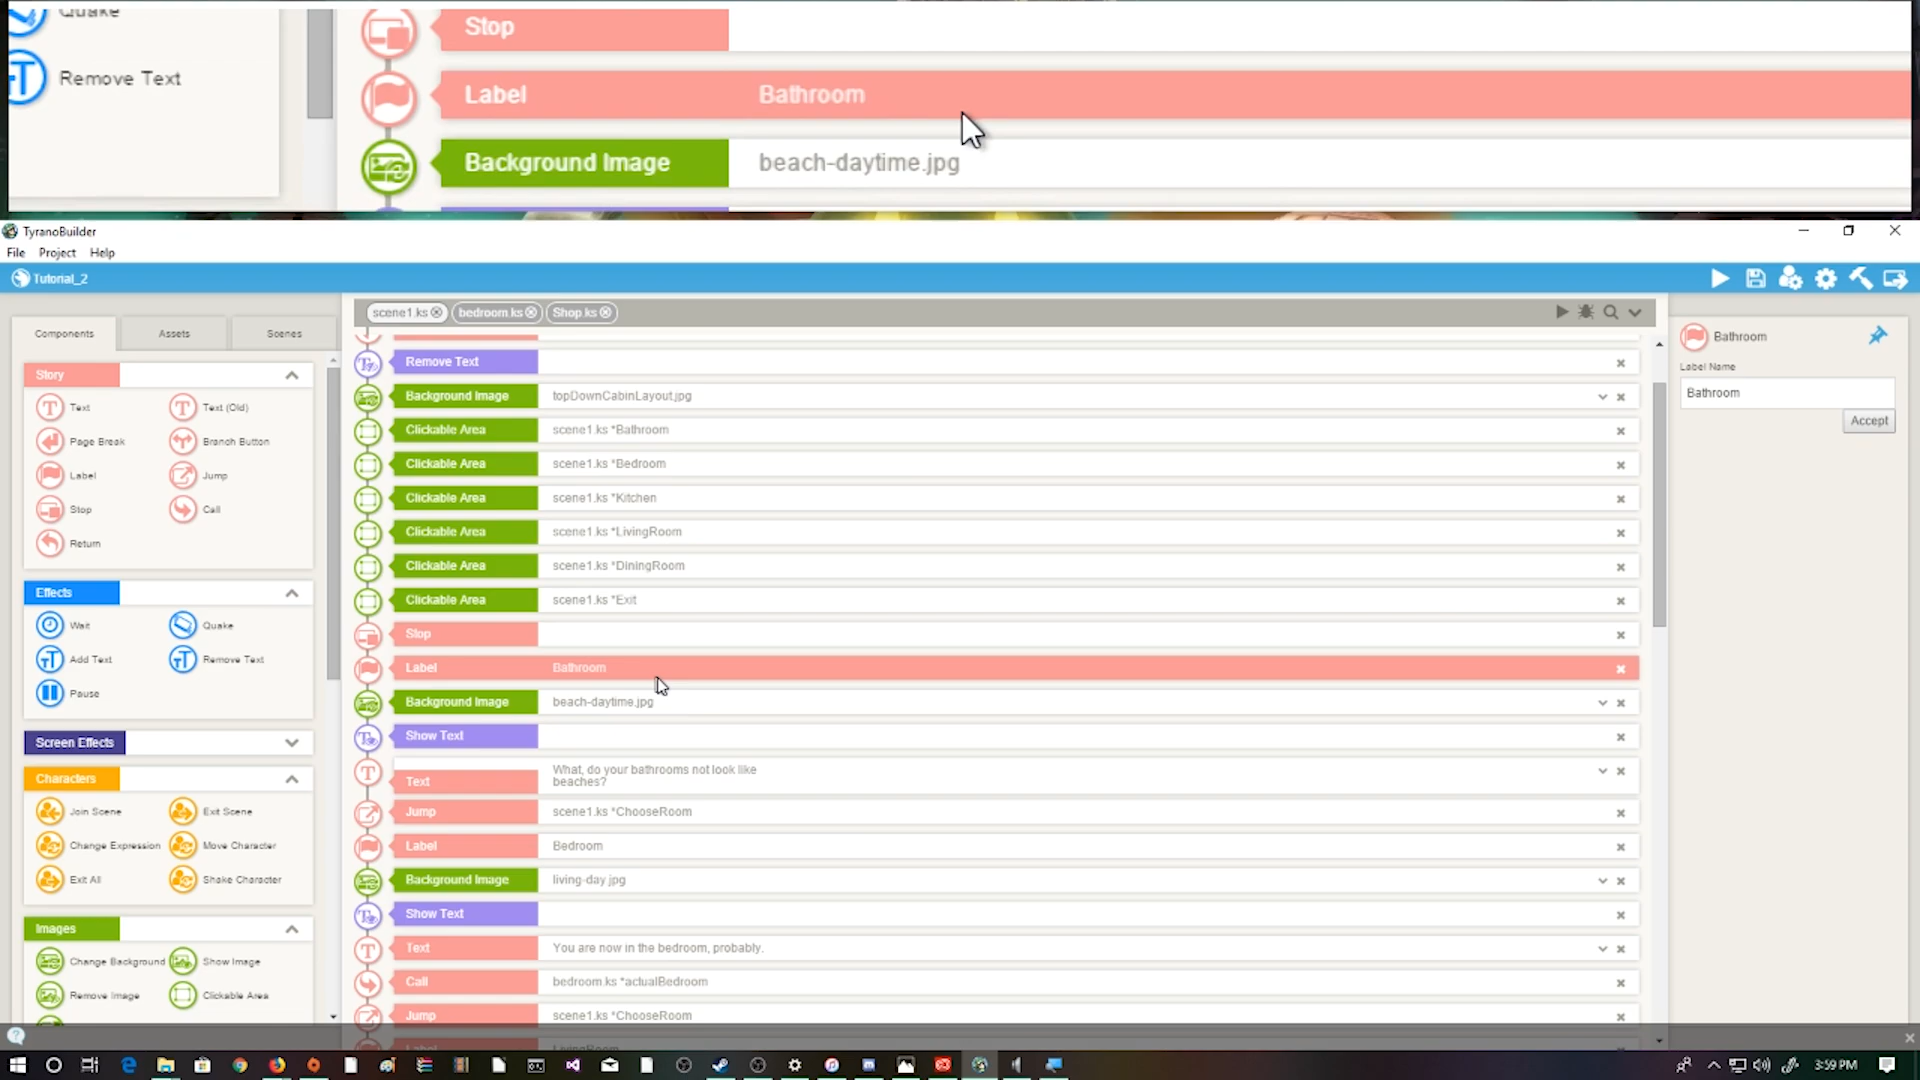 Quake
Stop
Remove Text
Label Bathroom
Background Image beach-daytime.jpg
TyranoBuilder
File Project Help
Tutorial_2
scene1.ks bedroom.ks Shop.ks
Components Assets Scenes
Story
Text Text (Old)
Page Break Branch Button
Label Jump
Stop Call
Return
Effects
Wait Quake
Add Text Remove Text
Pause
Screen Effects
Characters
Join Scene Exit Scene
Change Expression Move Character
Exit All Shake Character
Images
Change Background Show Image
Remove Image Clickable Area
Remove Text
Background Image topDownCabinLayout.jpg
Clickable Area scene1.ks *Bathroom
Clickable Area scene1.ks *Bedroom
Clickable Area scene1.ks *Kitchen
Clickable Area scene1.ks *LivingRoom
Clickable Area scene1.ks *DiningRoom
Clickable Area scene1.ks *Exit
Stop
Label Bathroom
Background Image beach-daytime.jpg
Show Text
What, do your bathrooms not look like
Text beaches?
Jump scene1.ks *ChooseRoom
Label Bedroom
Background Image living-day.jpg
Show Text
Text You are now in the bedroom, probably.
Call bedroom.ks *actualBedroom
Jump scene1.ks *ChooseRoom
Label LivingRoom
Bathroom
Label Name
Bathroom
Accept
3:59 PM